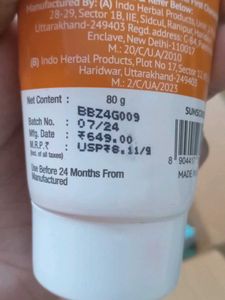 Manufactured By: (A) Indo Herbal Products
28-29, Sector 1B, IIE, Sidcul, Ranipur, Haridwar
Uttarakhand-249403 Regd address: C-84,
Enclave, New Delhi-110017
M.L.: 20/C/UA/2010
(B) Indo Herbal Products, Plot No 17, Sector
Haridwar, Uttarakhand-249403
M.L.: 2/C/UA/2023
Net Content : 80 g
Batch No. : BBZ4G009
Mfg. Date : 07/24
M.R.P.₹ : ₹649.00
(Incl. of all taxes) USP₹8.11/g
Use Before 24 Months From
Manufactured
SUNSCR
8 904417
MADE